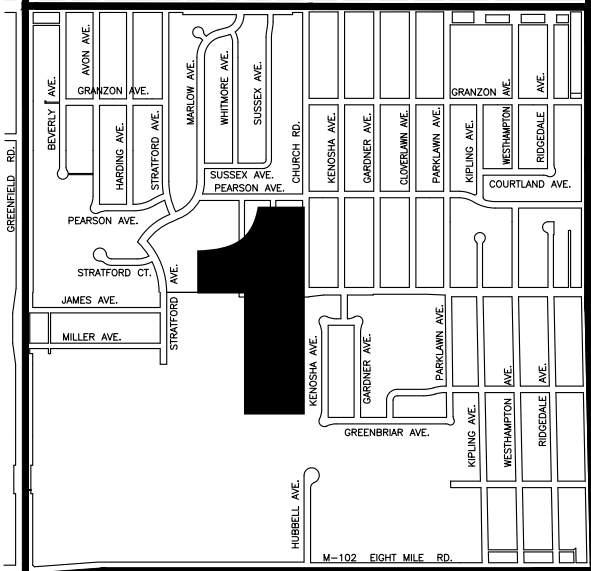 AVON AVE.
GRANZON AVE.
BEVERLY AVE.
HARDING AVE.
STRATFORD AVE.
MARLOW AVE.
WHITMORE AVE.
SUSSEX AVE.
CHURCH RD.
KENOSHA AVE.
GARDNER AVE.
CLOVERLAWN AVE.
PARKLAWN AVE.
KIPLING AVE.
GRANZON AVE.
WESTHAMPTON
RIDGEDALE AVE.
COURTLAND AVE.
SUSSEX AVE.
PEARSON AVE.
GREENFIELD RD.
PEARSON AVE.
STRATFORD CT.
STRATFORD AVE.
JAMES AVE.
MILLER AVE.
KENOSHA AVE.
GARDNER AVE.
PARKLAWN AVE.
GREENBRIAR AVE.
KIPLING AVE.
WESTHAMPTON AVE.
RIDGEDALE AVE.
HUBBELL AVE.
M-102 EIGHT MILE RD.